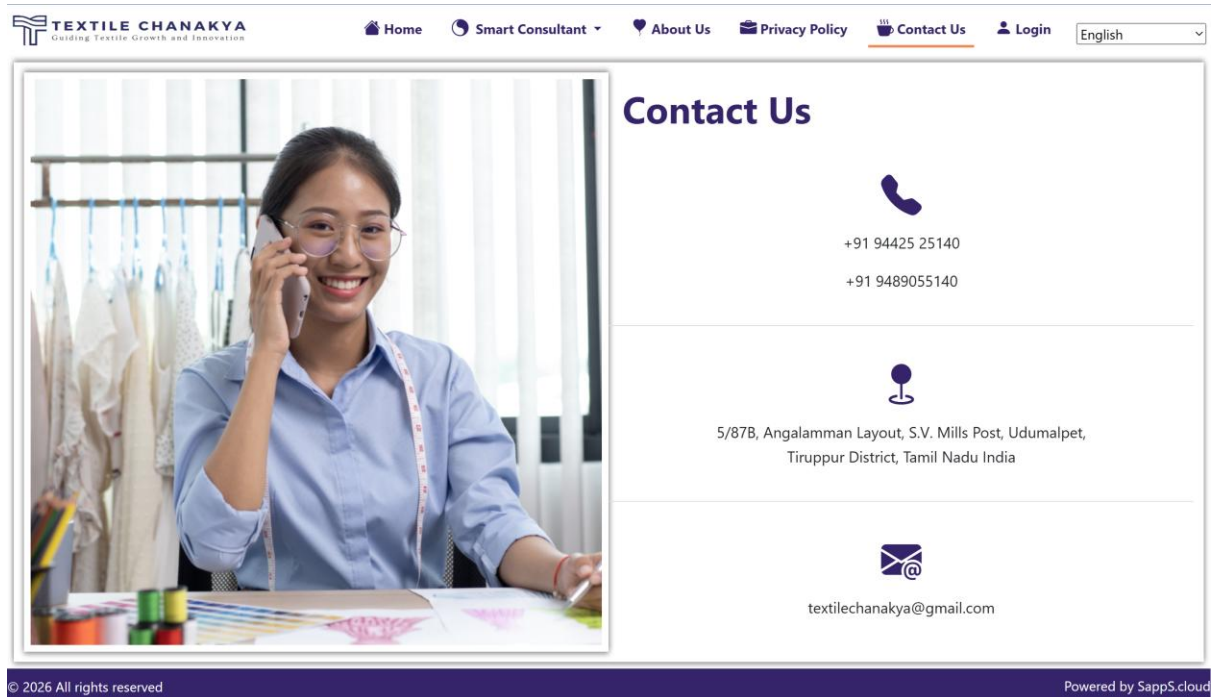 TEXTILE CHANAKYA
Guiding Textile Growth and Innovation
Home
Smart Consultant
About Us
Privacy Policy
Contact Us
Login
English
Contact Us
+91 94425 25140
+91 9489055140
5/87B, Angalamman Layout, S.V. Mills Post, Udumalpet,
Tiruppur District, Tamil Nadu India
textilechanakya@gmail.com
© 2026 All rights reserved
Powered by SappS.cloud